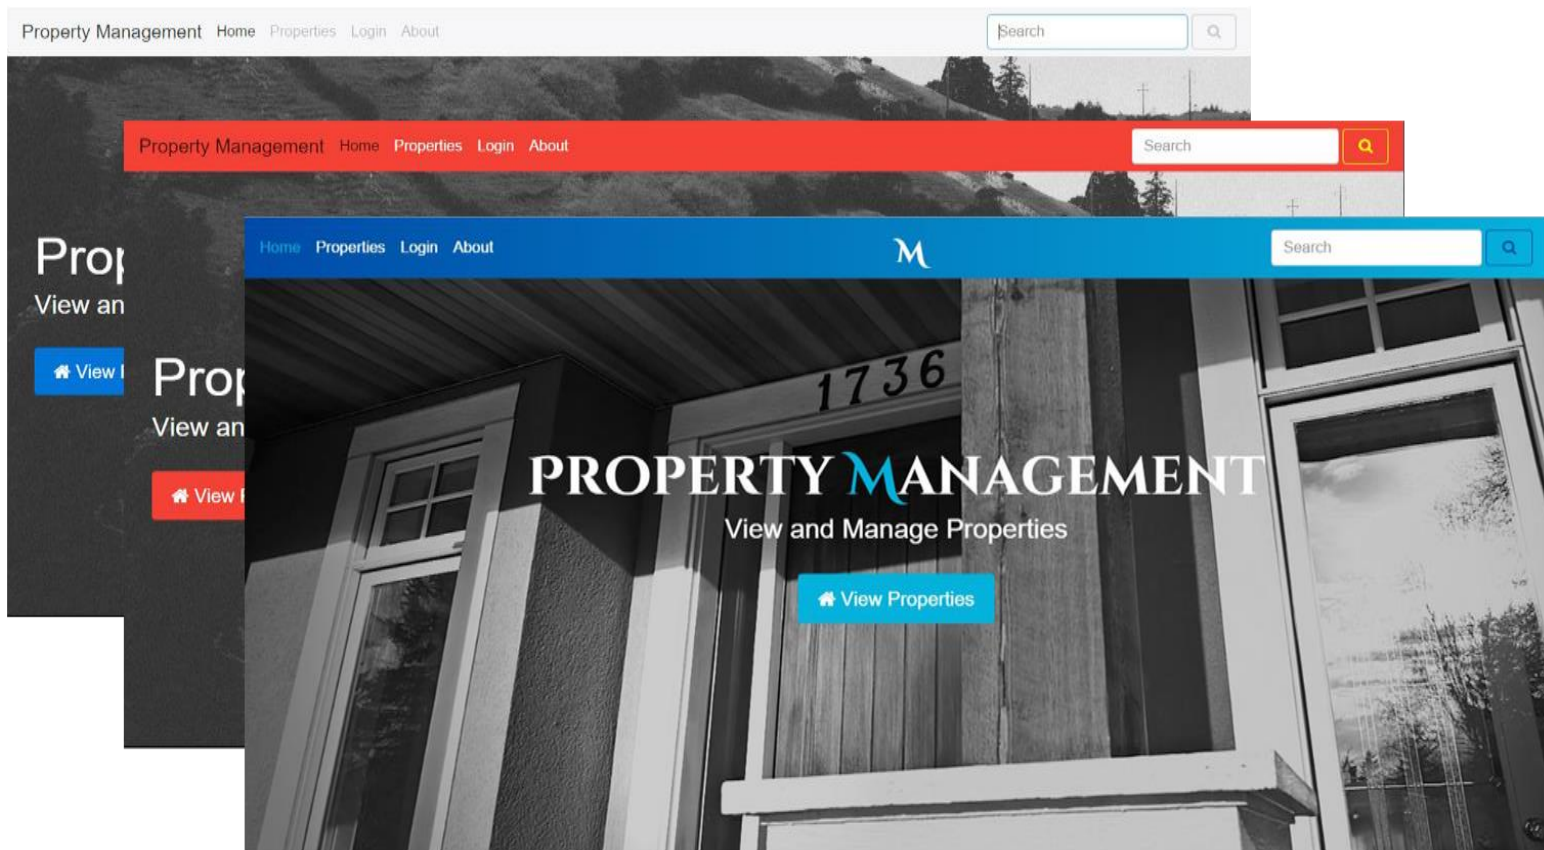 Property Management Home Properties Login About Search
Property Management Home Properties Login About Search
Prop
View an
View
Home Properties Login About M Search
Prop
View an
View
1736
PROPERTY MANAGEMENT
View and Manage Properties
View Properties